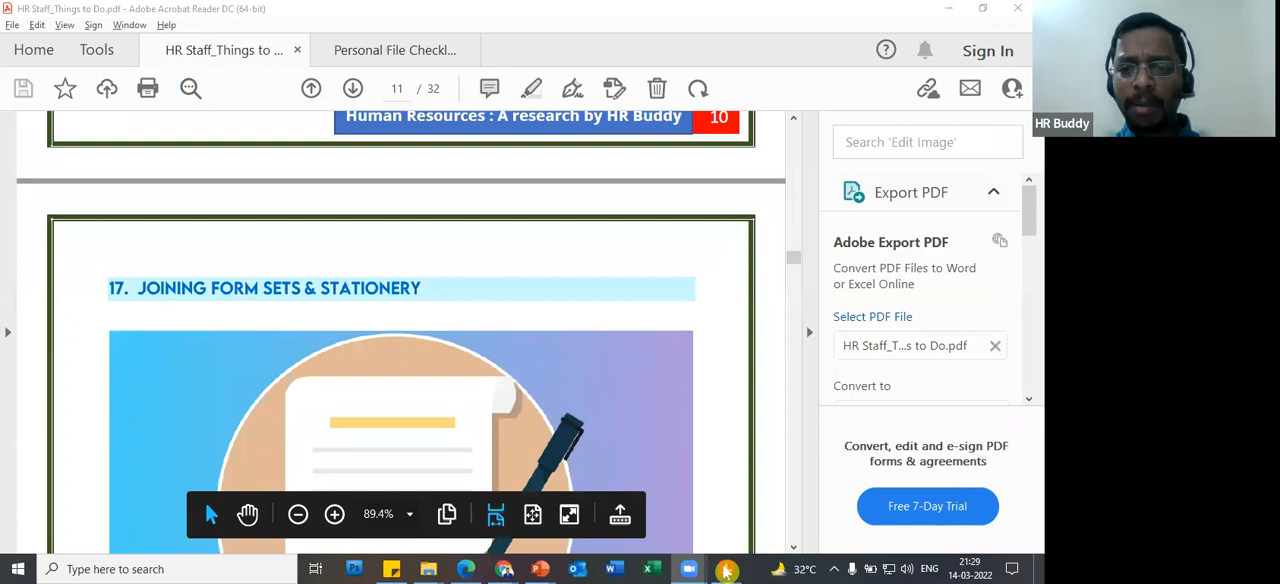 HR Staff_Things to Do.pdf - Adobe Acrobat Reader DC (64-bit)
File Edit View Sign Window Help
Home Tools HR Staff_Things to ... × Personal File Checkl... Sign In
11 / 32
Human Resources : A research by HR Buddy 10
17. JOINING FORM SETS & STATIONERY
89.4%
Search 'Edit Image'
Export PDF
Adobe Export PDF
Convert PDF Files to Word
or Excel Online
Select PDF File
HR Staff_T...s to Do.pdf
Convert to
Convert, edit and e-sign PDF
forms & agreements
Free 7-Day Trial
HR Buddy
Type here to search
32°C ENG 21:29
14-03-2022